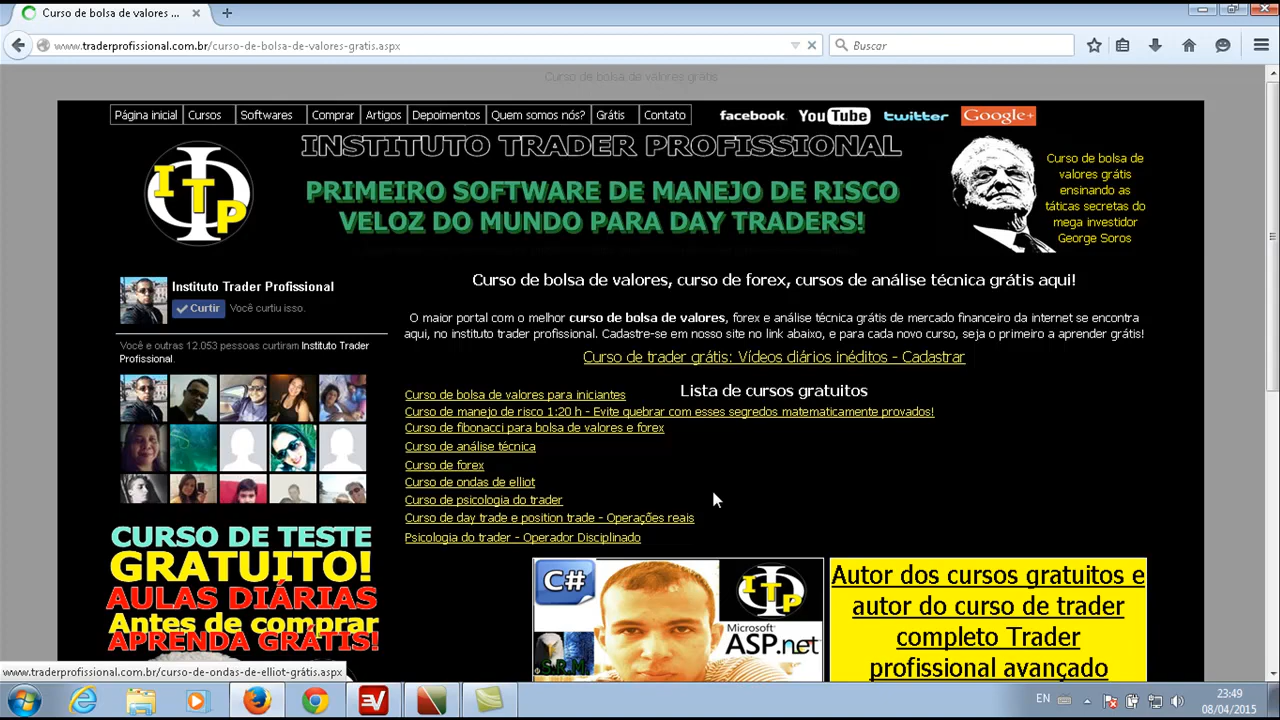 Curso de bolsa de valores ...
www.traderprofissional.com.br/curso-de-bolsa-de-valores-gratis.aspx
Buscar
Curso de bolsa de valores grátis
Página inicial Cursos Softwares Comprar Artigos Depoimentos Quem somos nós? Grátis Contato
facebook YouTube twitter Google+
INSTITUTO TRADER PROFISSIONAL
ITP
PRIMEIRO SOFTWARE DE MANEJO DE RISCO
VELOZ DO MUNDO PARA DAY TRADERS!
Curso de bolsa de
valores grátis
ensinando as
táticas secretas do
mega investidor
George Soros
Instituto Trader Profissional
Curtir Você curtiu isso.
Você e outras 12.053 pessoas curtiram Instituto Trader
Profissional.
CURSO DE TESTE
GRATUITO!
AULAS DIÁRIAS
Antes de comprar
APRENDA GRÁTIS!
Curso de bolsa de valores, curso de forex, cursos de análise técnica grátis aqui!
O maior portal com o melhor curso de bolsa de valores, forex e análise técnica grátis de mercado financeiro da internet se encontra
aqui, no instituto trader profissional. Cadastre-se em nosso site no link abaixo, e para cada novo curso, seja o primeiro a aprender grátis!
Curso de trader grátis: Vídeos diários inéditos - Cadastrar
Lista de cursos gratuitos
Curso de bolsa de valores para iniciantes
Curso de manejo de risco 1:20 h - Evite quebrar com esses segredos matematicamente provados!
Curso de fibonacci para bolsa de valores e forex
Curso de análise técnica
Curso de forex
Curso de ondas de elliot
Curso de psicologia do trader
Curso de day trade e position trade - Operações reais
Psicologia do trader - Operador Disciplinado
C#
ITP
Microsoft
ASP.net
S.R.M
Autor dos cursos gratuitos e
autor do curso de trader
completo Trader
profissional avançado
www.traderprofissional.com.br/curso-de-ondas-de-elliot-grátis.aspx
EN
23:49
08/04/2015